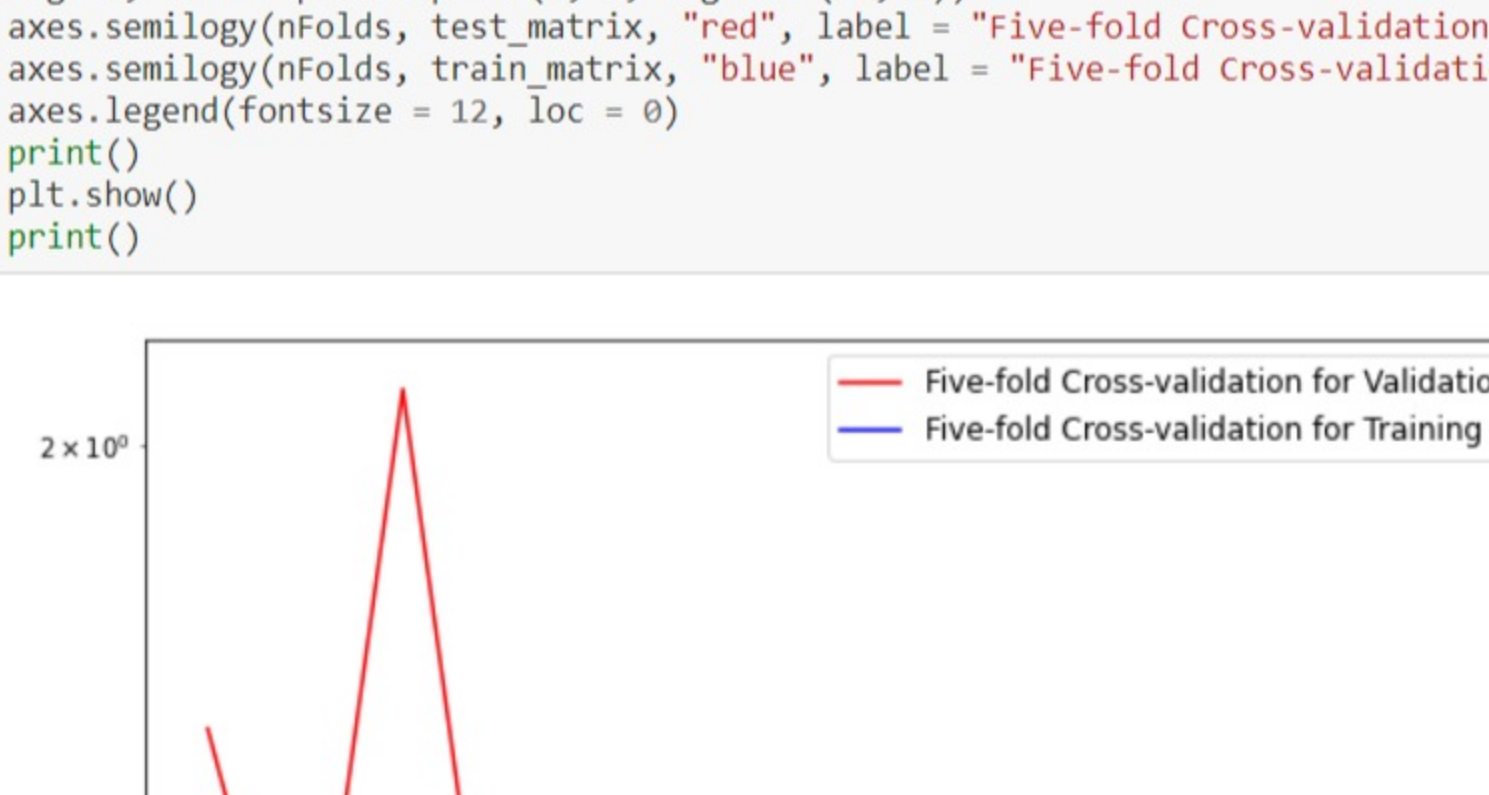 axes.semilogy(nFolds, test_matrix, "red", label = "Five-fold Cross-validation
axes.semilogy(nFolds, train_matrix, "blue", label = "Five-fold Cross-validati
axes.legend(fontsize = 12, loc = 0)
print()
plt.show()
print()
Five-fold Cross-validation for Validatio
2 × 10⁰
Five-fold Cross-validation for Training